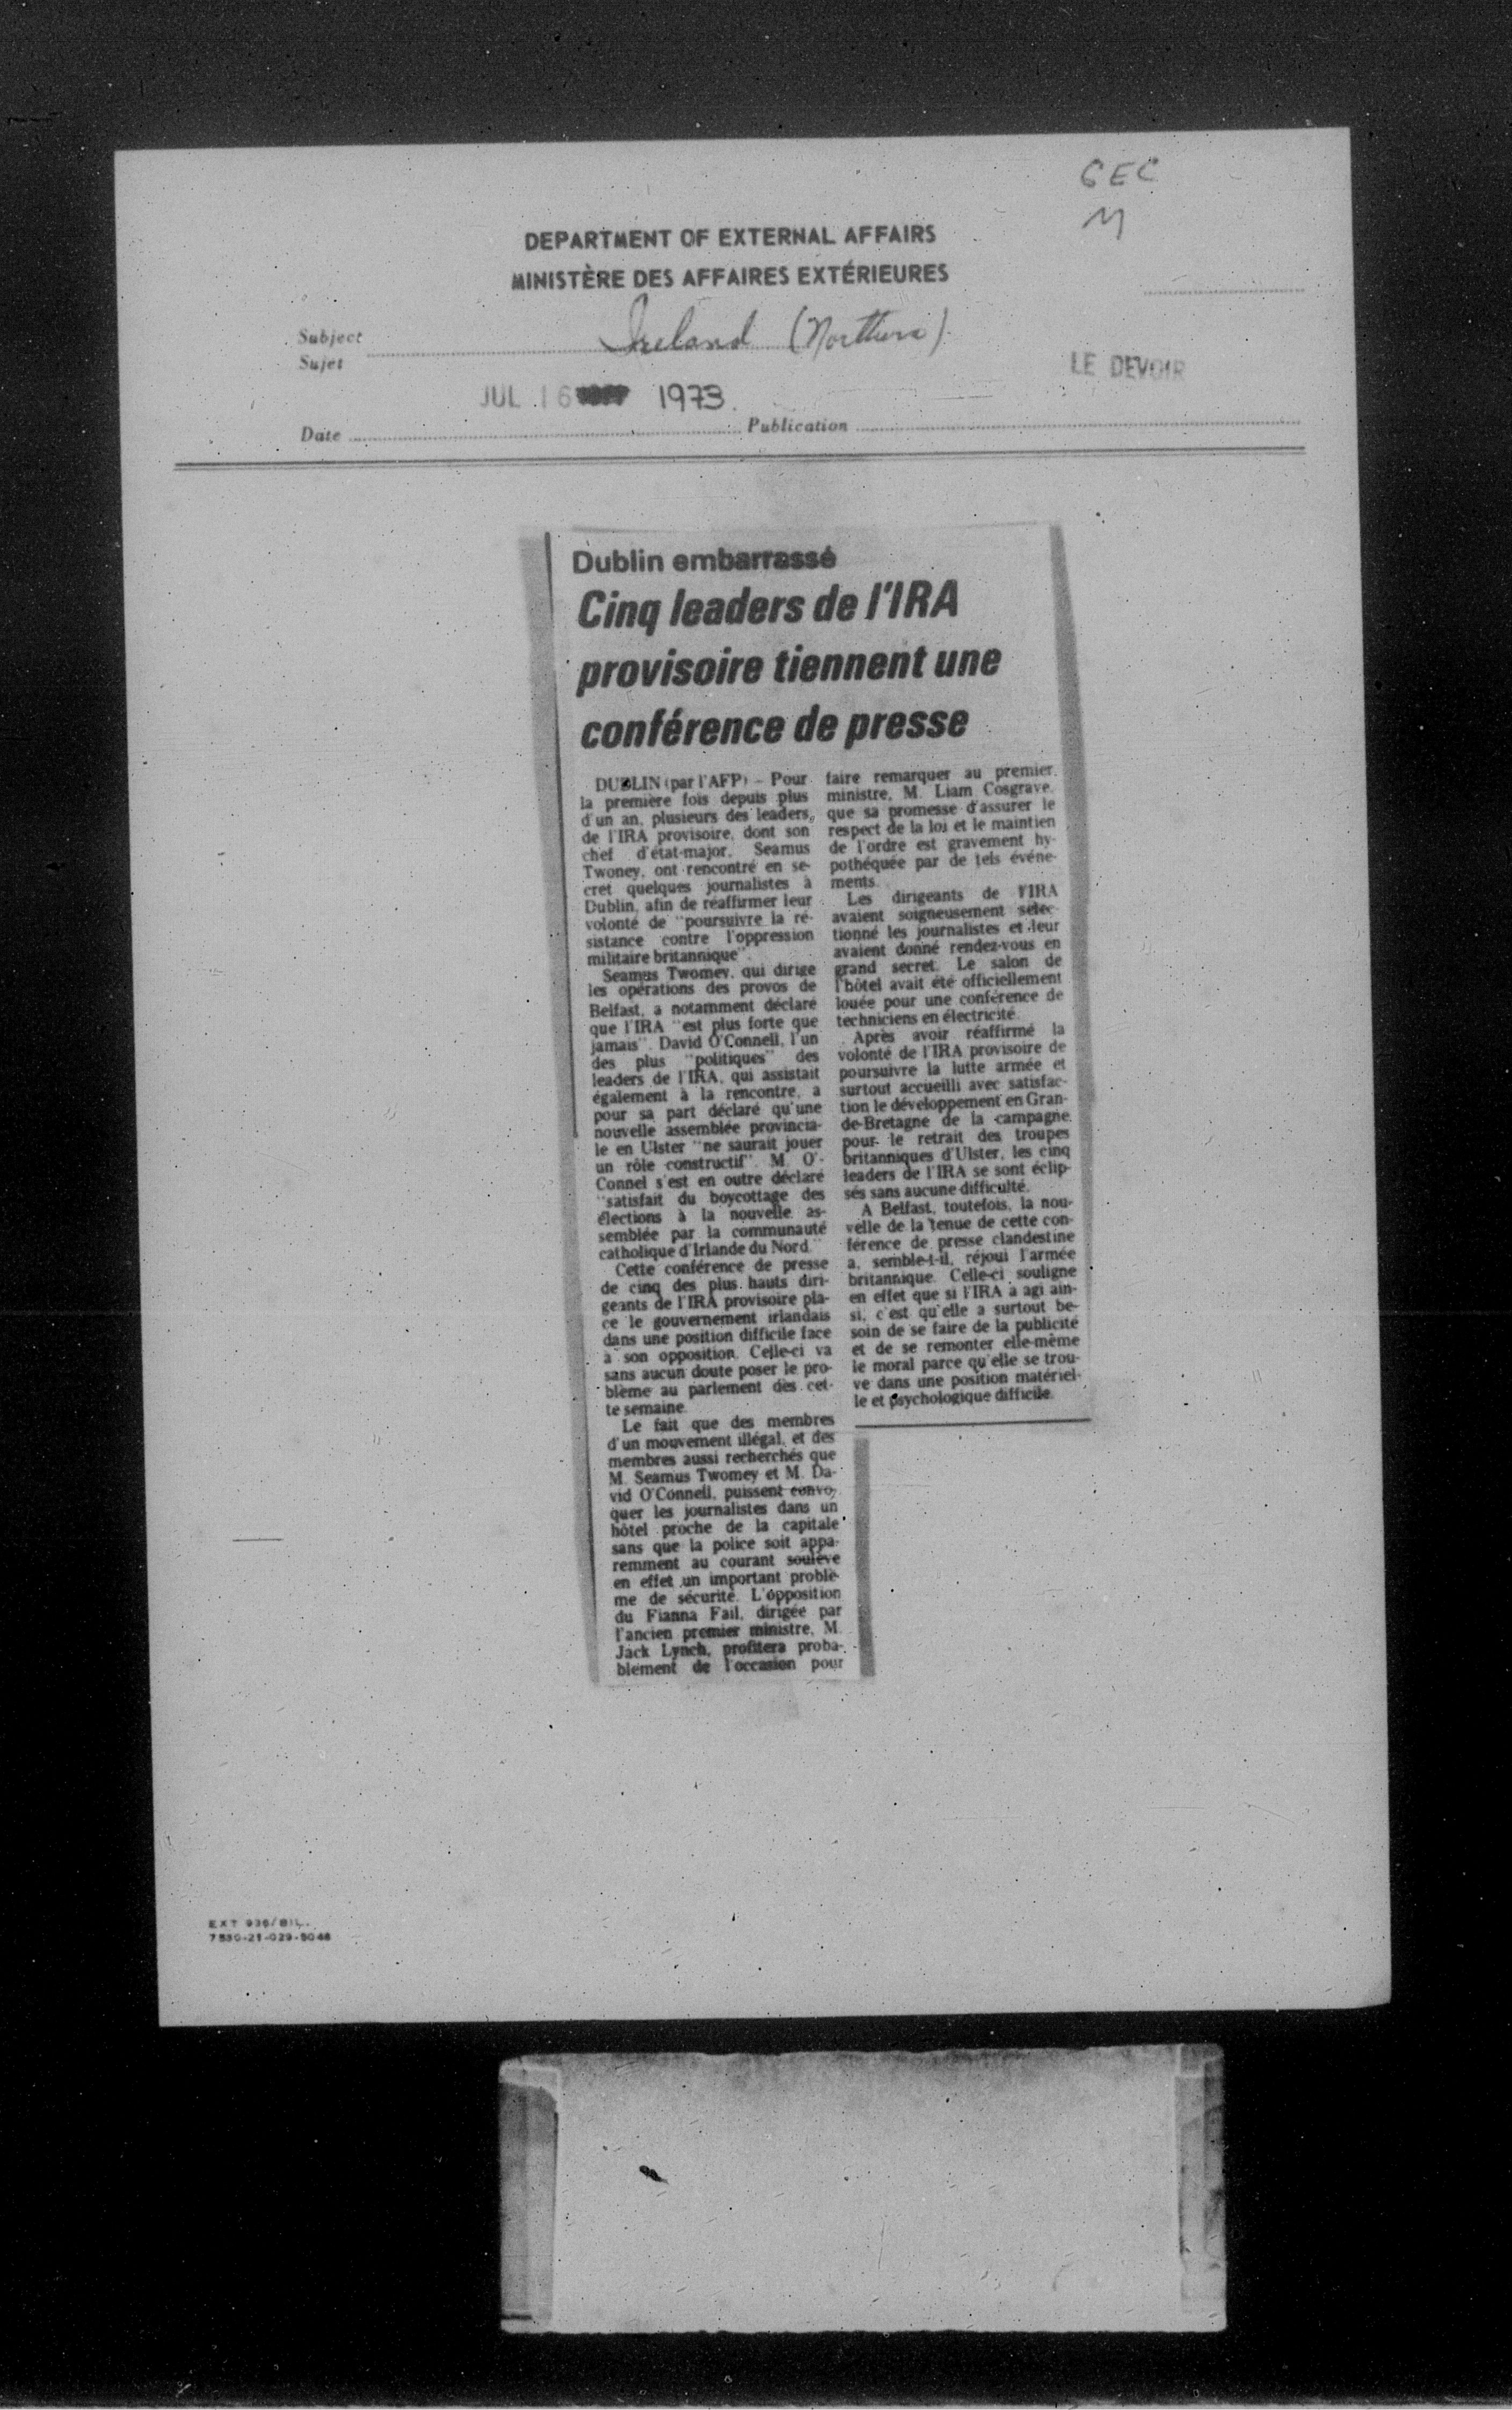 GEC
M
DEPARTMENT OF EXTERNAL AFFAIRS
MINISTÈRE DES AFFAIRES EXTÉRIEURES
Subject
Sujet
Ireland (Northern)
LE DEVOIR
JUL 16 1973.
Date
Publication
Dublin embarrassé
Cinq leaders de l'IRA
provisoire tiennent une
conférence de presse
DUBLIN (par l'AFP) – Pour
la première fois depuis plus
d'un an, plusieurs des leaders
de l'IRA provisoire, dont son
chef d'état-major, Seamus
Twoney, ont rencontré en se-
cret quelques journalistes à
Dublin, afin de réaffirmer leur
volonté de "poursuivre la ré-
sistance contre l'oppression
militaire britannique".
Seamus Twomey, qui dirige
les opérations des provos de
Belfast, a notamment déclaré
que l'IRA "est plus forte que
jamais". David O'Connell, l'un
des plus "politiques" des
leaders de l'IRA, qui assistait
également à la rencontre, a
pour sa part déclaré qu'une
nouvelle assemblée provincia-
le en Ulster "ne saurait jouer
un rôle constructif". M. O'-
Connel s'est en outre déclaré
"satisfait du boycottage des
élections à la nouvelle as-
semblée par la communauté
catholique d'Irlande du Nord."
Cette conférence de presse
de cinq des plus hauts diri-
geants de l'IRA provisoire pla-
ce le gouvernement irlandais
dans une position difficile face
à son opposition. Celle-ci va
sans aucun doute poser le pro-
blème au parlement dès cet-
te semaine.
Le fait que des membres
d'un mouvement illégal, et des
membres aussi recherchés que
M. Seamus Twomey et M. Da-
vid O'Connell, puissent convo-
quer les journalistes dans un
hôtel proche de la capitale
sans que la police soit appa-
remment au courant soulève
en effet un important problè-
me de sécurité. L'opposition
du Fianna Fail, dirigée par
l'ancien premier ministre, M.
Jack Lynch, profitera proba-
blement de l'occasion pour
faire remarquer au premier
ministre, M. Liam Cosgrave,
que sa promesse d'assurer le
respect de la loi et le maintien
de l'ordre est gravement hy-
pothéquée par de tels événe-
ments.
Les dirigeants de l'IRA
avaient soigneusement sélec-
tionné les journalistes et leur
avaient donné rendez-vous en
grand secret. Le salon de
l'hôtel avait été officiellement
louée pour une conférence de
techniciens en électricité.
Après avoir réaffirmé la
volonté de l'IRA provisoire de
poursuivre la lutte armée et
surtout accueilli avec satisfac-
tion le développement en Gran-
de-Bretagne de la campagne
pour le retrait des troupes
britanniques d'Ulster, les cinq
leaders de l'IRA se sont éclip-
sés sans aucune difficulté.
A Belfast, toutefois, la nou-
velle de la tenue de cette con-
férence de presse clandestine
a, semble-t-il, réjoui l'armée
britannique. Celle-ci souligne
en effet que si l'IRA a agi ain-
si, c'est qu'elle a surtout be-
soin de se faire de la publicité
et de se remonter elle-même
le moral parce qu'elle se trou-
ve dans une position matériel-
le et psychologique difficile.
EXT 936/BIL.
7530-21-029-5048